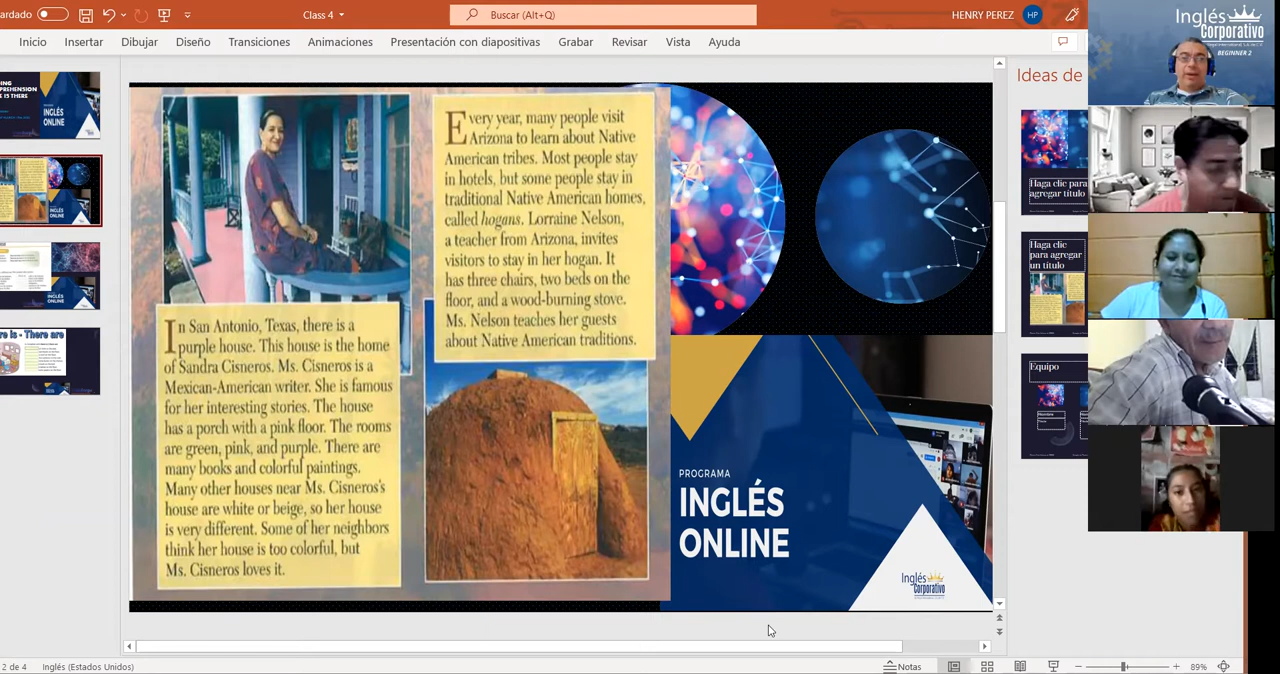 ardado
Class 4
Buscar (Alt+Q)
HENRY PEREZ
HP
Inicio
Insertar
Dibujar
Diseño
Transiciones
Animaciones
Presentación con diapositivas
Grabar
Revisar
Vista
Ayuda
Inglés
Corporativo
BEGINNER 2
INGLÉS
ONLINE
In San Antonio, Texas, there is a
purple house. This house is the home
of Sandra Cisneros. Ms. Cisneros is a
Mexican-American writer. She is famous
for her interesting stories. The house
has a porch with a pink floor. The rooms
are green, pink, and purple. There are
many books and colorful paintings.
Many other houses near Ms. Cisneros's
house are white or beige, so her house
is very different. Some of her neighbors
think her house is too colorful, but
Ms. Cisneros loves it.
Every year, many people visit
Arizona to learn about Native
American tribes. Most people stay
in hotels, but some people stay in
traditional Native American homes,
called hogans. Lorraine Nelson,
a teacher from Arizona, invites
visitors to stay in her hogan. It
has three chairs, two beds on the
floor, and a wood-burning stove.
Ms. Nelson teaches her guests
about Native American traditions.
PROGRAMA
INGLÉS
ONLINE
Inglés
Corporativo
Ideas de
Haga clic para
agregar título
Haga clic
para agregar
un título
Equipo
2 de 4
Inglés (Estados Unidos)
Notas
89%